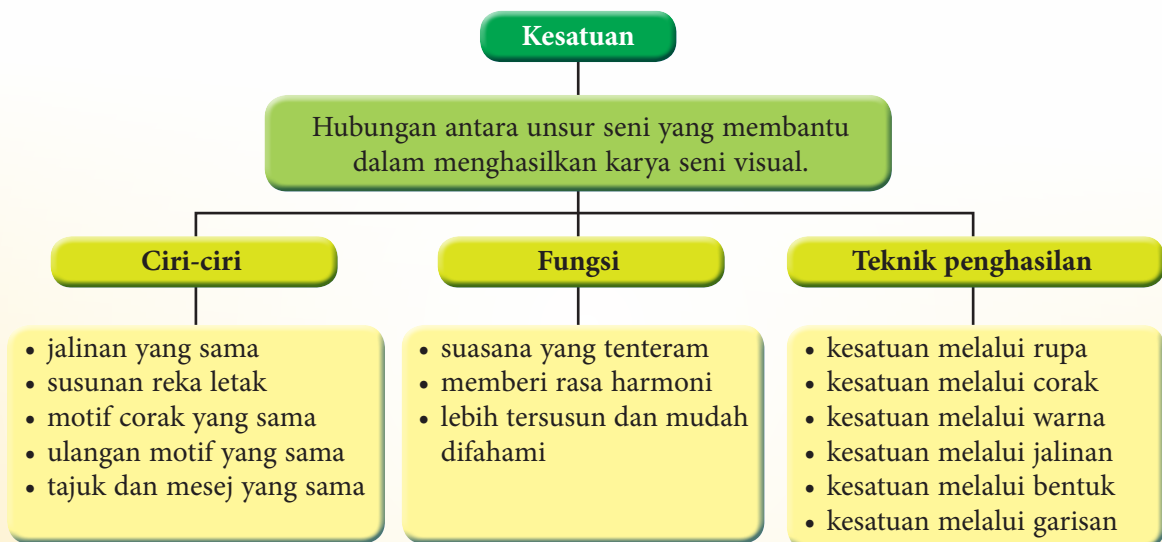 Kesatuan
Hubungan antara unsur seni yang membantu
dalam menghasilkan karya seni visual.
Ciri-ciri
• jalinan yang sama
• susunan reka letak
• motif corak yang sama
• ulangan motif yang sama
• tajuk dan mesej yang sama
Fungsi
• suasana yang tenteram
• memberi rasa harmoni
• lebih tersusun dan mudah
difahami
Teknik penghasilan
• kesatuan melalui rupa
• kesatuan melalui corak
• kesatuan melalui warna
• kesatuan melalui jalinan
• kesatuan melalui bentuk
• kesatuan melalui garisan